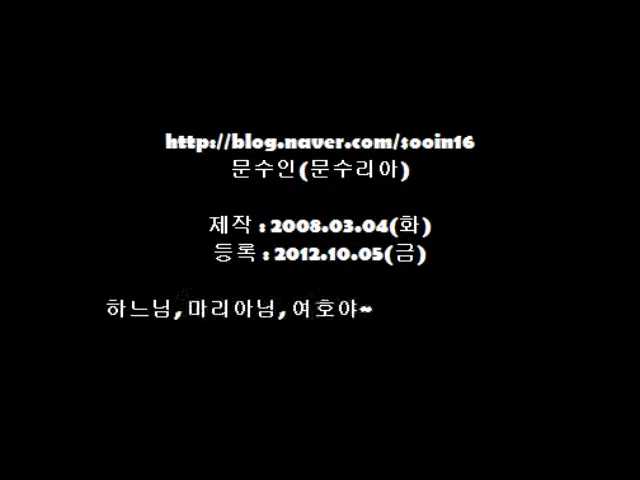 http://blog.naver.com/sooin16
문수인(문수리아)
제작 : 2008.03.04(화)
등록 : 2012.10.05(금)
하느님,마리아님,여호야~